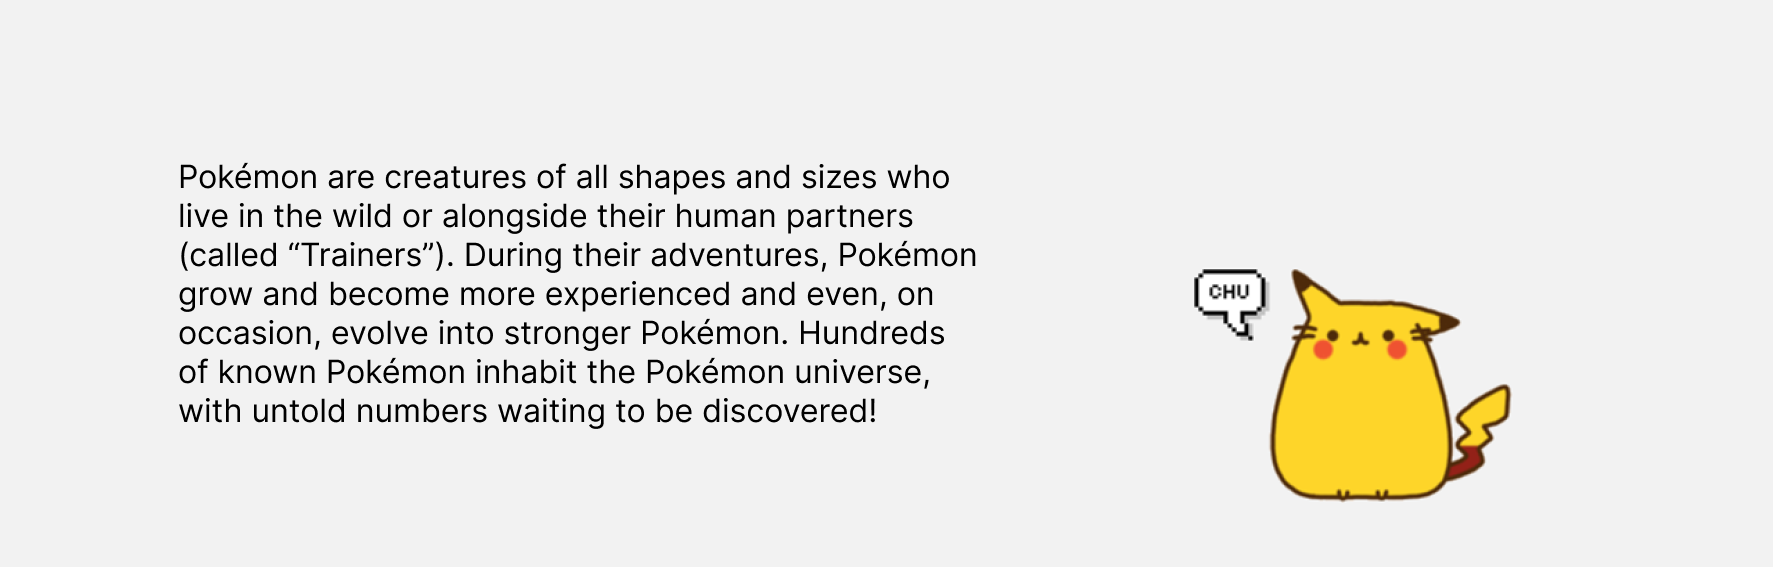 Pokémon are creatures of all shapes and sizes who
live in the wild or alongside their human partners
(called “Trainers”). During their adventures, Pokémon
grow and become more experienced and even, on
occasion, evolve into stronger Pokémon. Hundreds
of known Pokémon inhabit the Pokémon universe,
with untold numbers waiting to be discovered!
CHU